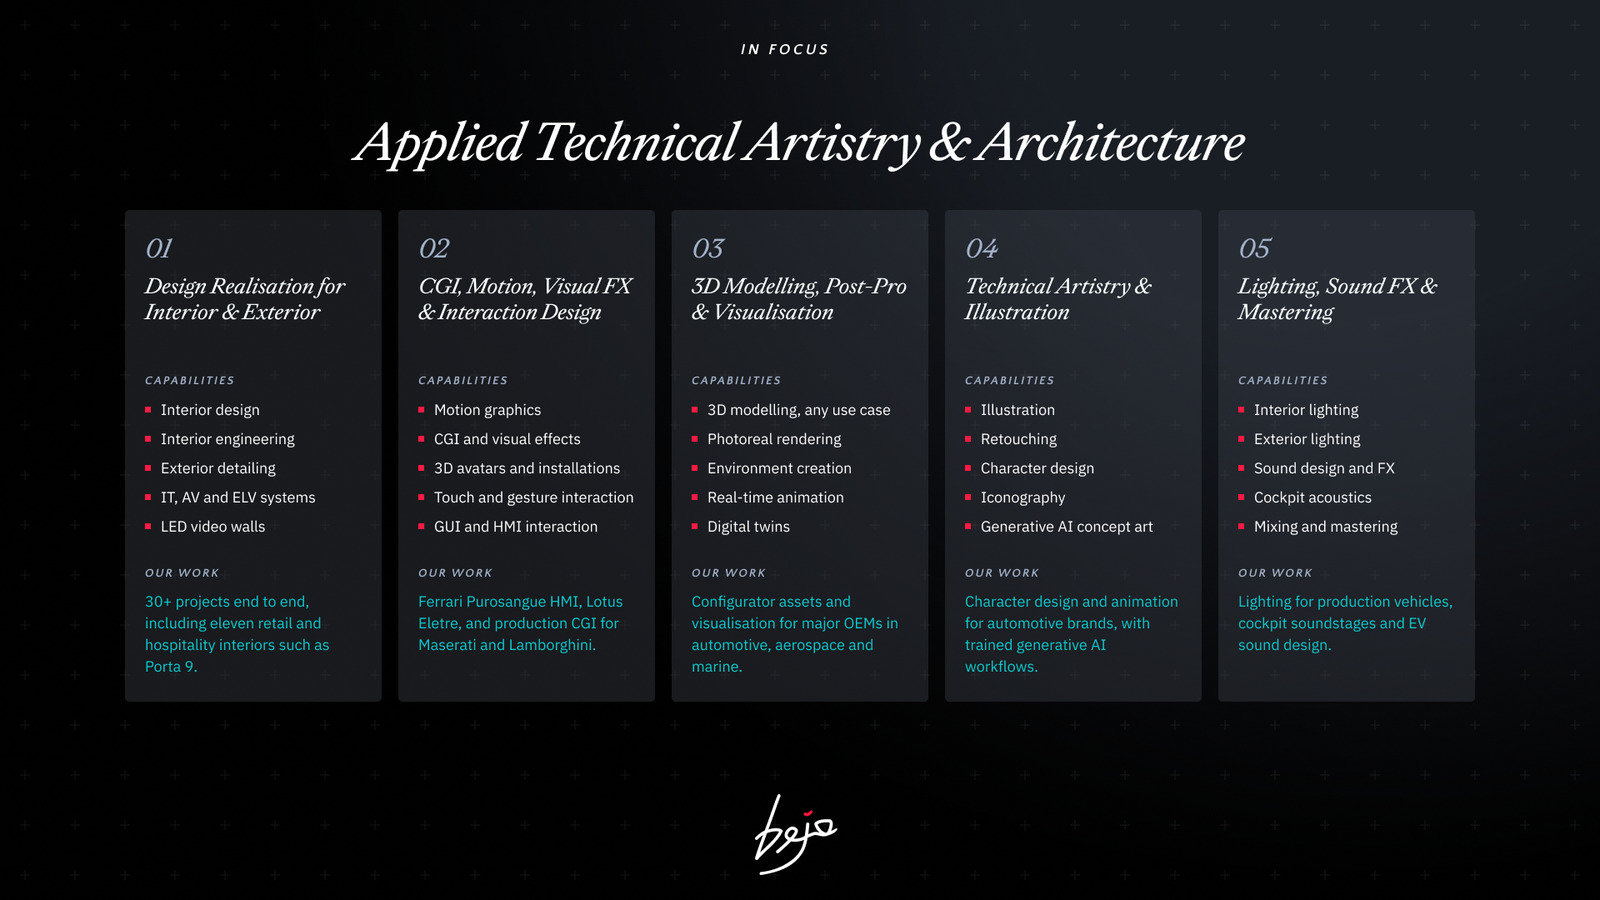 IN FOCUS
Applied Technical Artistry & Architecture
01
Design Realisation for
Interior & Exterior
CAPABILITIES
Interior design
Interior engineering
Exterior detailing
IT, AV and ELV systems
LED video walls
OUR WORK
30+ projects end to end,
including eleven retail and
hospitality interiors such as
Porta 9.
02
CGI, Motion, Visual FX
& Interaction Design
CAPABILITIES
Motion graphics
CGI and visual effects
3D avatars and installations
Touch and gesture interaction
GUI and HMI interaction
OUR WORK
Ferrari Purosangue HMI, Lotus
Eletre, and production CGI for
Maserati and Lamborghini.
03
3D Modelling, Post-Pro
& Visualisation
CAPABILITIES
3D modelling, any use case
Photoreal rendering
Environment creation
Real-time animation
Digital twins
OUR WORK
Configurator assets and
visualisation for major OEMs in
automotive, aerospace and
marine.
04
Technical Artistry &
Illustration
CAPABILITIES
Illustration
Retouching
Character design
Iconography
Generative AI concept art
OUR WORK
Character design and animation
for automotive brands, with
trained generative AI
workflows.
05
Lighting, Sound FX &
Mastering
CAPABILITIES
Interior lighting
Exterior lighting
Sound design and FX
Cockpit acoustics
Mixing and mastering
OUR WORK
Lighting for production vehicles,
cockpit soundstages and EV
sound design.
bejo